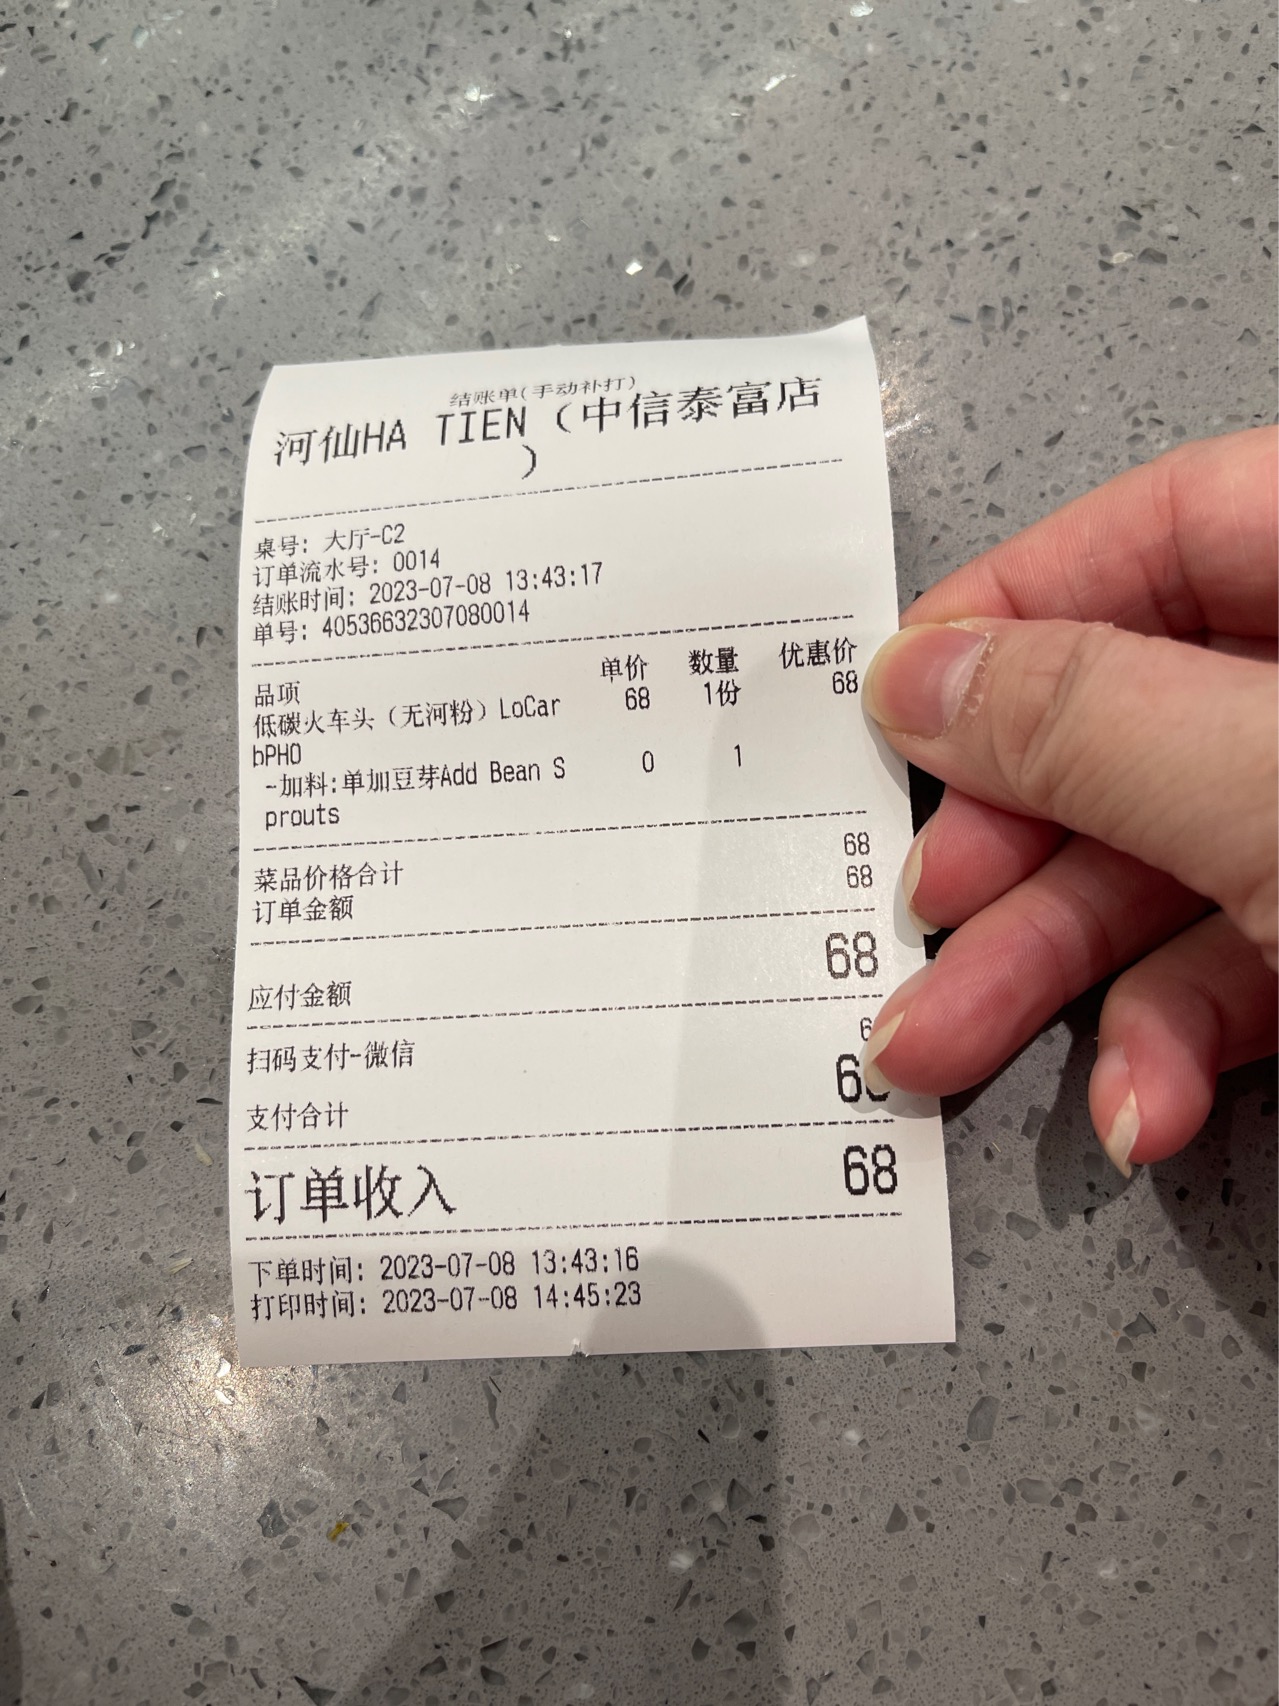 结账单(手动补打)
河仙HA TIEN（中信泰富店
）
桌号: 大厅-C2
订单流水号: 0014
结账时间: 2023-07-08 13:43:17
单号: 40536632307080014
品项 单价 数量 优惠价
低碳火车头（无河粉）LoCar 68 1份 68
bPHO
-加料:单加豆芽Add Bean S 0 1
prouts
菜品价格合计 68
订单金额 68
应付金额 68
扫码支付-微信
支付合计
订单收入 68
下单时间: 2023-07-08 13:43:16
打印时间: 2023-07-08 14:45:23